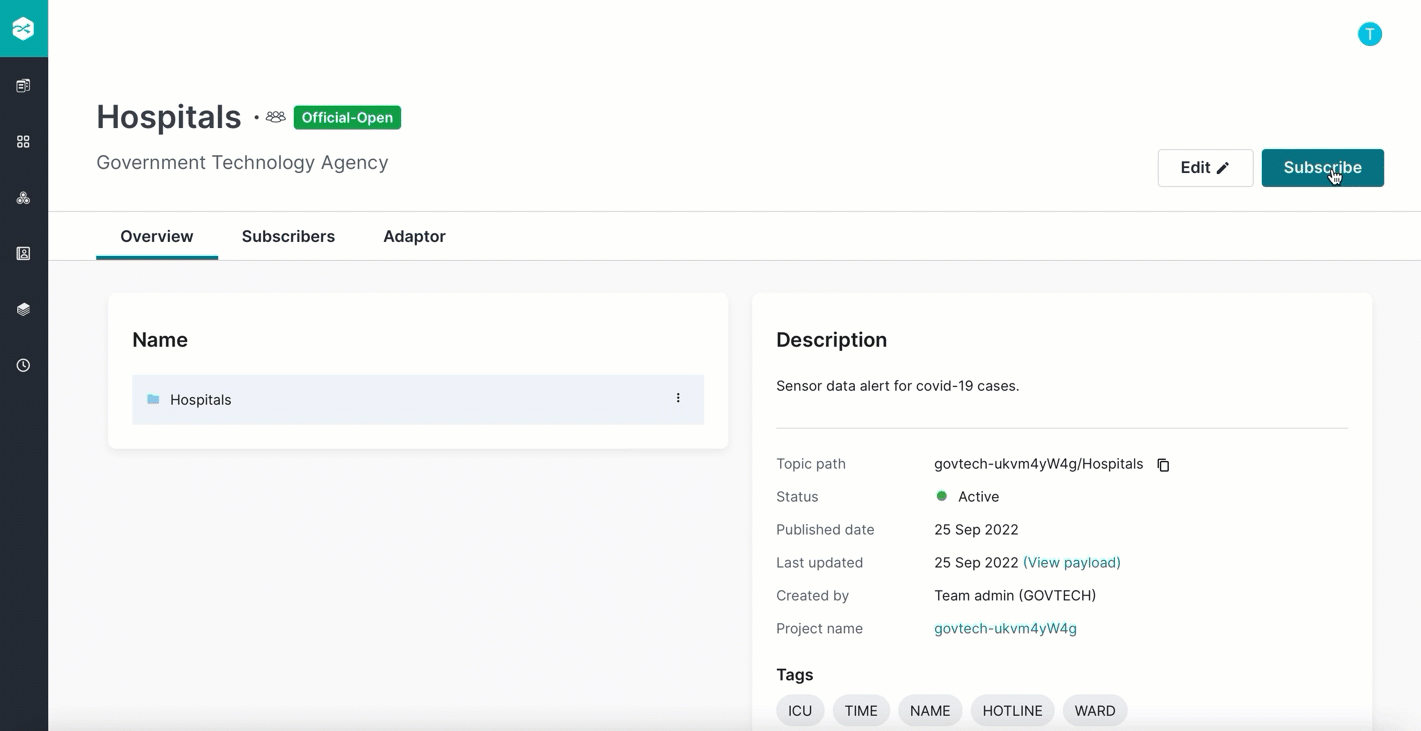 T
Hospitals · Official-Open
Government Technology Agency
Edit
Subscribe
Overview Subscribers Adaptor
Name
Hospitals
Description
Sensor data alert for covid-19 cases.
Topic path govtech-ukvm4yW4g/Hospitals
Status Active
Published date 25 Sep 2022
Last updated 25 Sep 2022 (View payload)
Created by Team admin (GOVTECH)
Project name govtech-ukvm4yW4g
Tags
ICU TIME NAME HOTLINE WARD